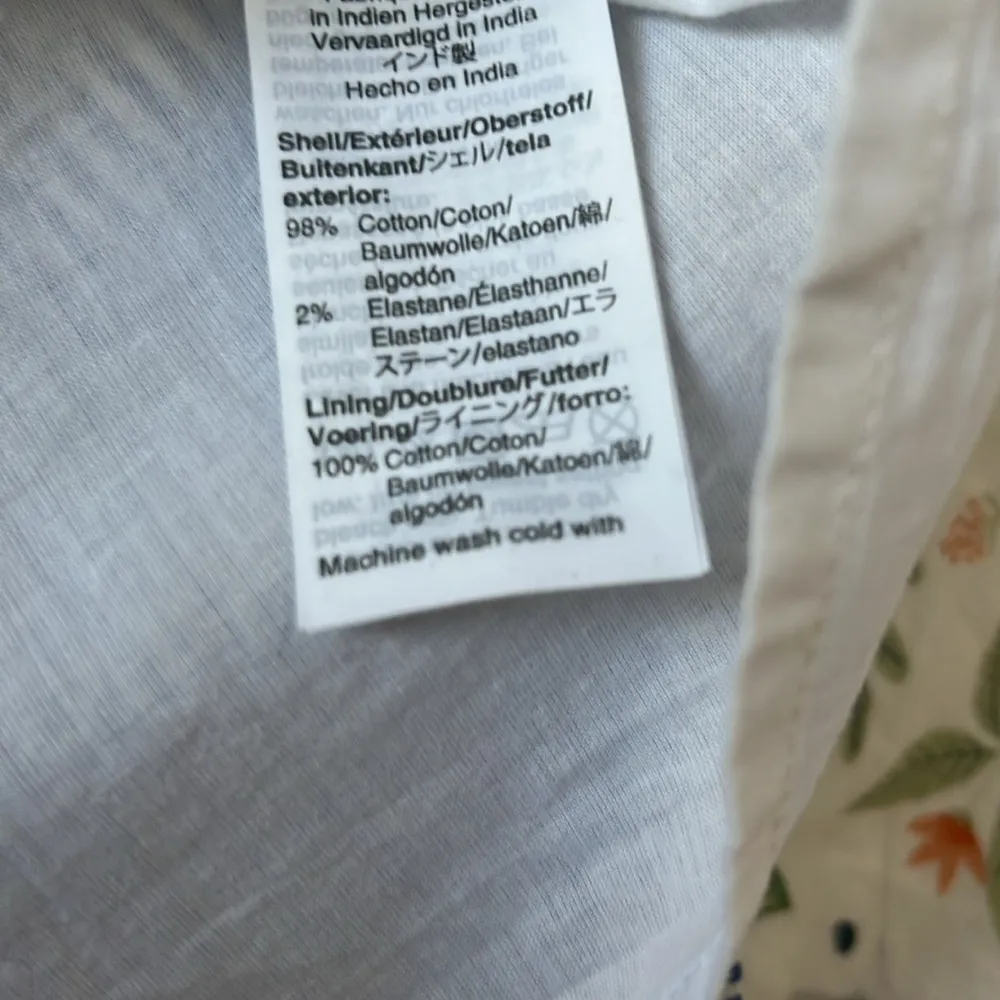 in Indien Hergestellt
Vervaardigd in India
インド製
Hecho en India
Shell/Extérieur/Oberstoff/
Buitenkant/シェル/tela
exterior:
98% Cotton/Coton/
Baumwolle/Katoen/綿/
algodón
2% Elastane/Élasthanne/
Elastan/Elastaan/エラ
ステーン/elastano
Lining/Doublure/Futter/
Voering/ライニング/forro:
100% Cotton/Coton/
Baumwolle/Katoen/綿/
algodón
Machine wash cold with